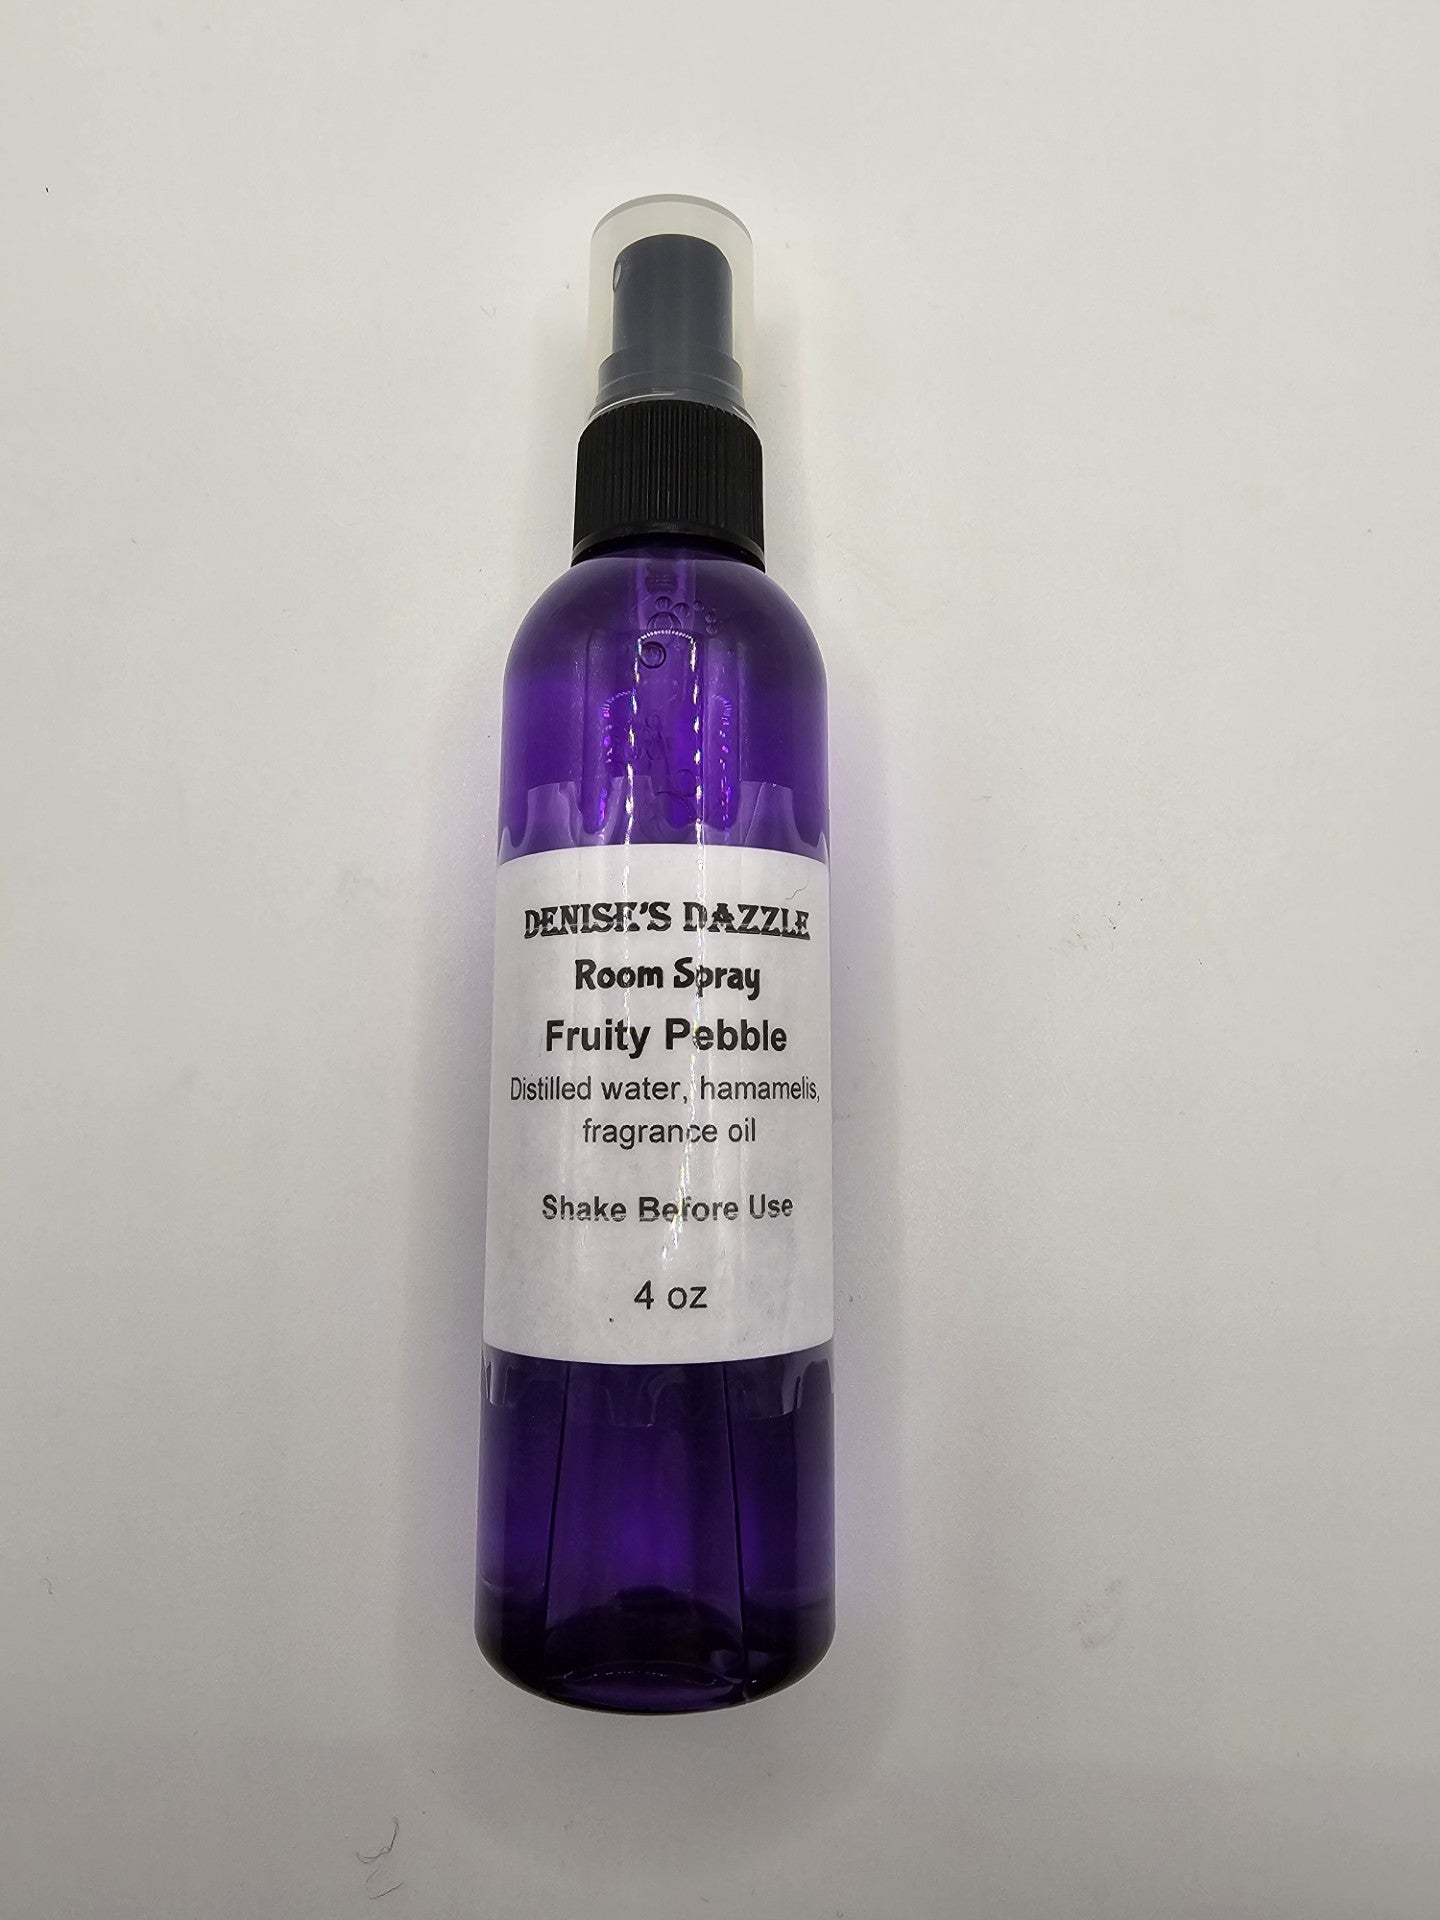 DENISE'S DAZZLE
Room Spray
Fruity Pebble
Distilled water, hamamelis,
fragrance oil
Shake Before Use
4 oz